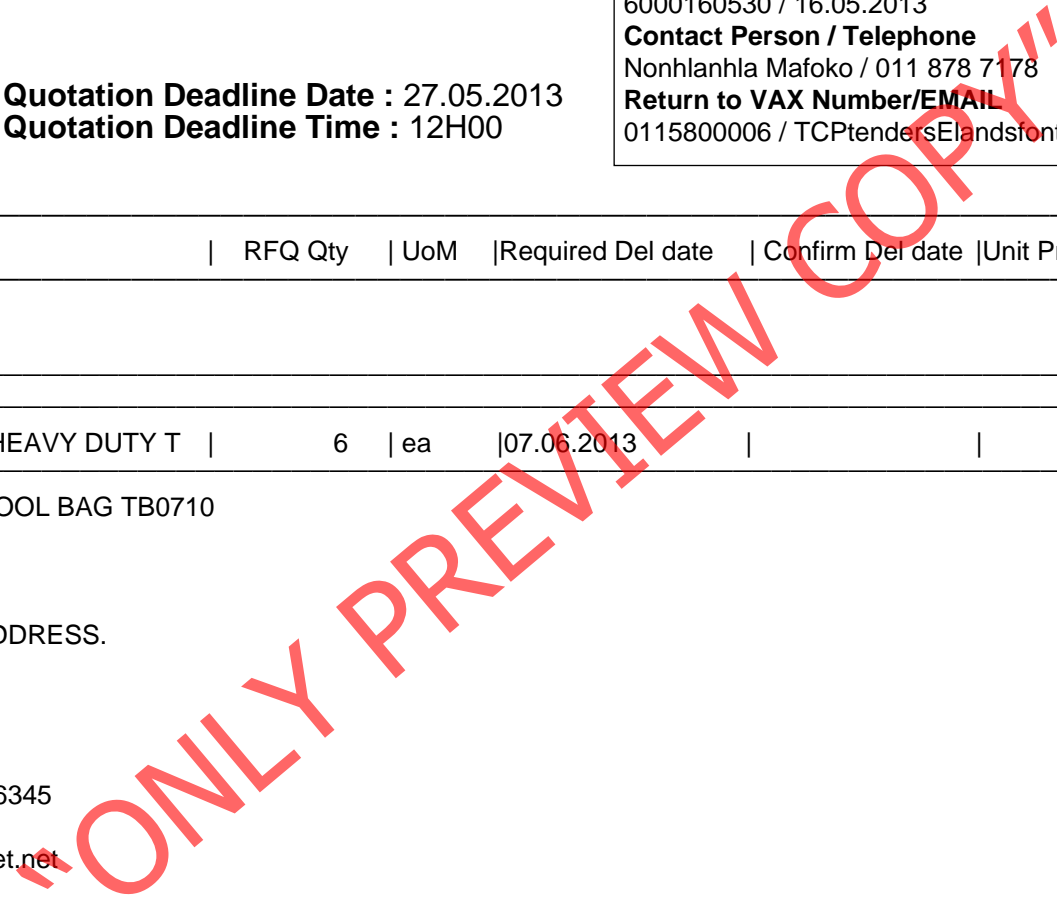 6000160530 / 16.05.2013
Contact Person / Telephone
Nonhlanhla Mafoko / 011 878 7178
Quotation Deadline Date : 27.05.2013
Return to VAX Number/EMAIL
Quotation Deadline Time : 12H00
0115800006 / TCPtendersElandsfont
| RFQ Qty | UoM |Required Del date | Confirm Del date |Unit Pr
HEAVY DUTY T | 6 | ea |07.06.2013 | |
OOL BAG TB0710
DDRESS.
6345
et.net
"ONLY PREVIEW COPY"